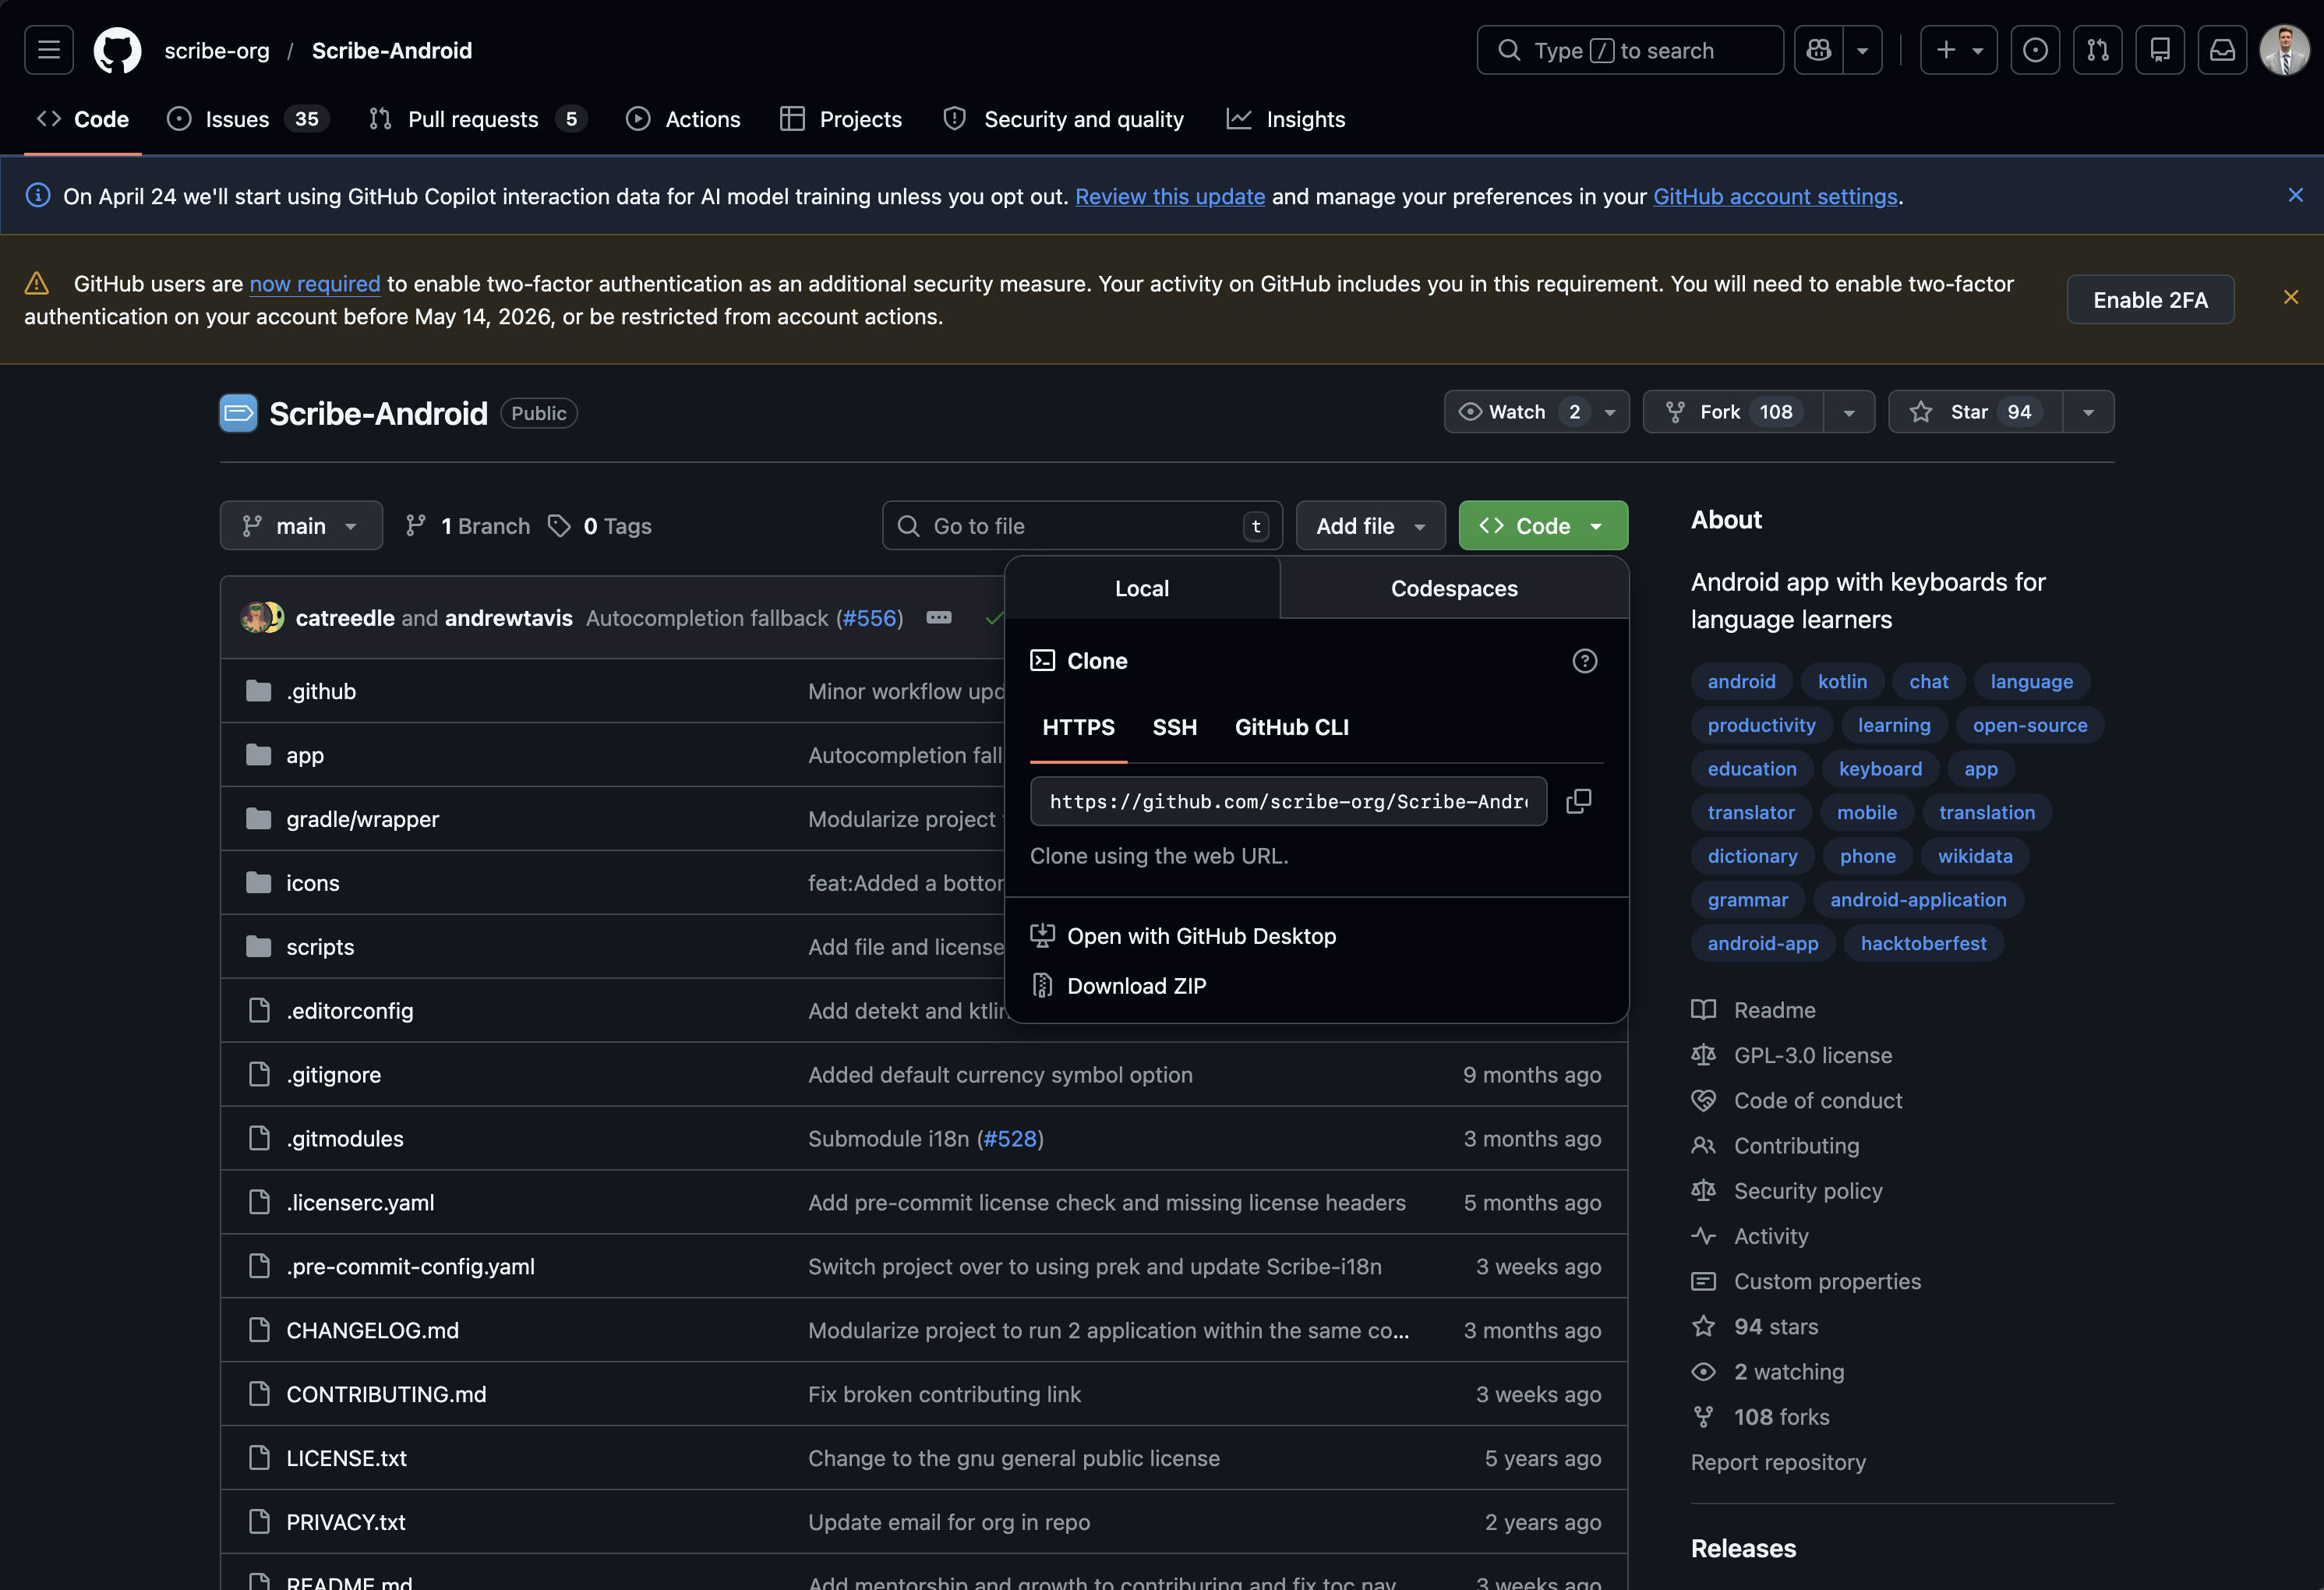 scribe-org / Scribe-Android
Type / to search
Code
Issues 35
Pull requests 5
Actions
Projects
Security and quality
Insights
On April 24 we'll start using GitHub Copilot interaction data for AI model training unless you opt out. Review this update and manage your preferences in your GitHub account settings.
GitHub users are now required to enable two-factor authentication as an additional security measure. Your activity on GitHub includes you in this requirement. You will need to enable two-factor
authentication on your account before May 14, 2026, or be restricted from account actions.
Enable 2FA
Scribe-Android Public
Watch 2
Fork 108
Star 94
main
1 Branch
0 Tags
Go to file t
Add file
Code
catreedle and andrewtavis Autocompletion fallback (#556)
.github Minor workflow upd
app Autocompletion fall
gradle/wrapper Modularize project
icons feat:Added a bottor
scripts Add file and license
.editorconfig Add detekt and ktlin
.gitignore Added default currency symbol option 9 months ago
.gitmodules Submodule i18n (#528) 3 months ago
.licenserc.yaml Add pre-commit license check and missing license headers 5 months ago
.pre-commit-config.yaml Switch project over to using prek and update Scribe-i18n 3 weeks ago
CHANGELOG.md Modularize project to run 2 application within the same co... 3 months ago
CONTRIBUTING.md Fix broken contributing link 3 weeks ago
LICENSE.txt Change to the gnu general public license 5 years ago
PRIVACY.txt Update email for org in repo 2 years ago
README.md Add mentorship and growth to contriburing and fix toc nav 3 weeks ago
Local
Codespaces
Clone
HTTPS SSH GitHub CLI
https://github.com/scribe-org/Scribe-Andr
Clone using the web URL.
Open with GitHub Desktop
Download ZIP
About
Android app with keyboards for
language learners
android kotlin chat language
productivity learning open-source
education keyboard app
translator mobile translation
dictionary phone wikidata
grammar android-application
android-app hacktoberfest
Readme
GPL-3.0 license
Code of conduct
Contributing
Security policy
Activity
Custom properties
94 stars
2 watching
108 forks
Report repository
Releases